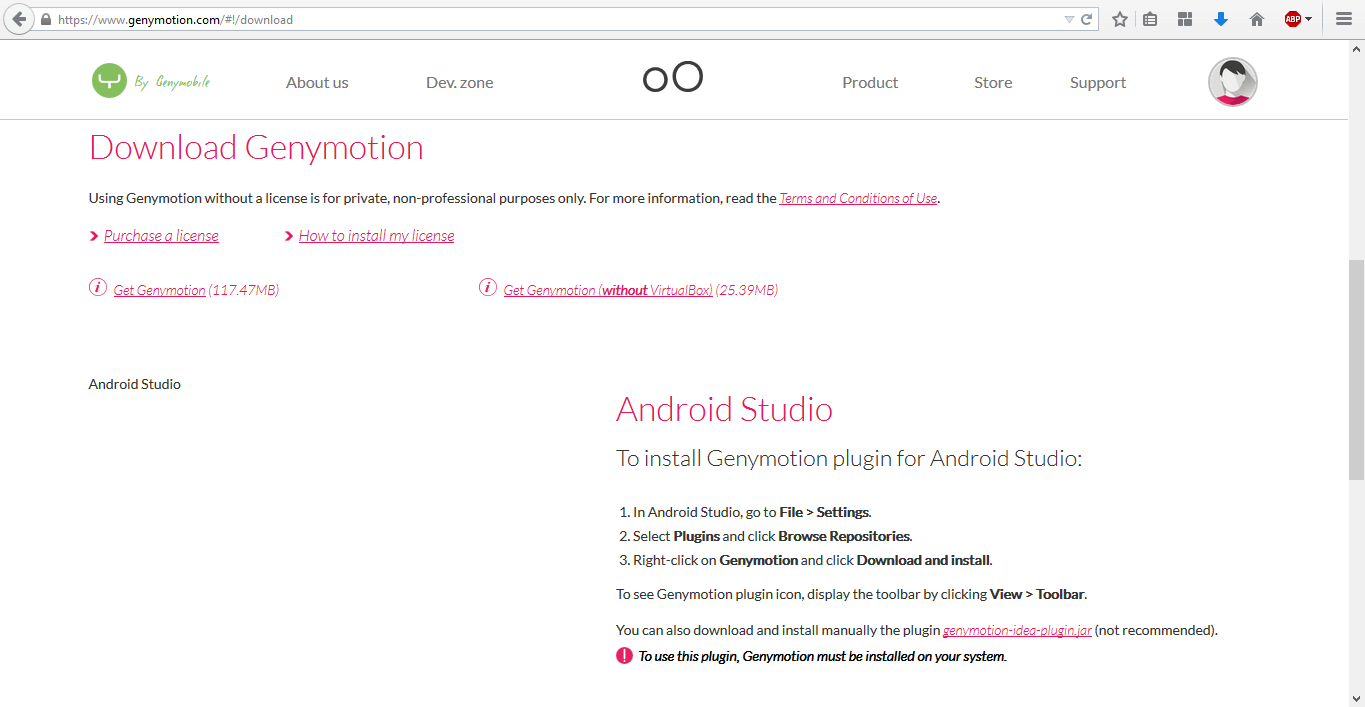 https://www.genymotion.com/#!/download
ABP
By Genymobile
About us
Dev. zone
Product
Store
Support
Download Genymotion
Using Genymotion without a license is for private, non-professional purposes only. For more information, read the Terms and Conditions of Use.
Purchase a license
How to install my license
i Get Genymotion (117.47MB)
i Get Genymotion (without VirtualBox) (25.39MB)
Android Studio
Android Studio
To install Genymotion plugin for Android Studio:
1. In Android Studio, go to File > Settings.
2. Select Plugins and click Browse Repositories.
3. Right-click on Genymotion and click Download and install.
To see Genymotion plugin icon, display the toolbar by clicking View > Toolbar.
You can also download and install manually the plugin genymotion-idea-plugin.jar (not recommended).
! To use this plugin, Genymotion must be installed on your system.